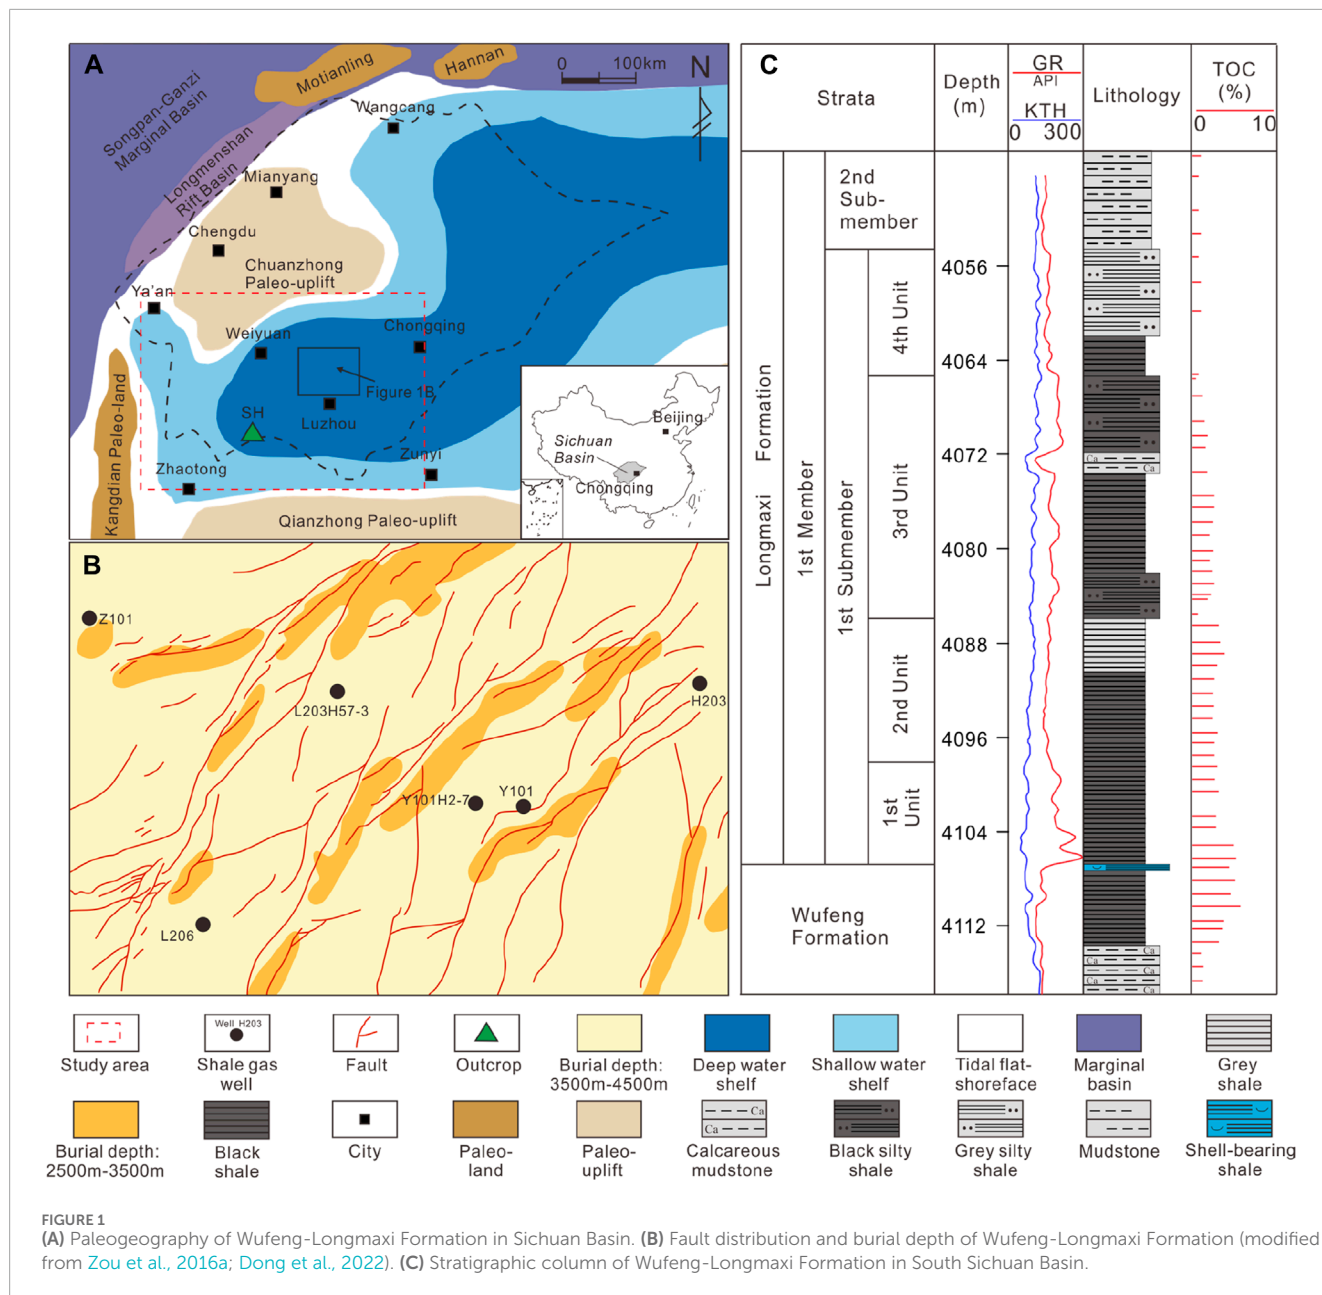 A
Motianling
Hannan
0 100km
N
Songpan-Ganzi
Marginal Basin
Longmenshan
Rift Basin
Wangcang
Mianyang
Chengdu
Chuanzhong
Paleo-uplift
Ya'an
Weiyuan
Chongqing
Figure 1B
Luzhou
SH
Zhaotong
Zunyi
Kangdian Paleo-land
Qianzhong Paleo-uplift
Beijing
Sichuan
Basin
Chongqing
B
Z101
L203H57-3
H203
Y101H2-7
Y101
L206
C
Strata
Depth
(m)
GR
API
KTH
0 300
Lithology
TOC
(%)
0 10
Longmaxi Formation
1st Member
2nd
Sub-
member
1st Submember
4th Unit
3rd Unit
2nd Unit
1st
Unit
Wufeng
Formation
4056
4064
4072
4080
4088
4096
4104
4112
Ca
Ca
Ca
Ca
Ca
Ca
Study area
Well H203
Shale gas
well
Fault
Outcrop
Burial depth:
3500m-4500m
Deep water
shelf
Shallow water
shelf
Tidal flat-
shoreface
Marginal
basin
Grey
shale
Burial depth:
2500m-3500m
Black
shale
City
Paleo-
land
Paleo-
uplift
Ca
Ca
Calcareous
mudstone
Black silty
shale
Grey silty
shale
Mudstone
Shell-bearing
shale
FIGURE 1
(A) Paleogeography of Wufeng-Longmaxi Formation in Sichuan Basin. (B) Fault distribution and burial depth of Wufeng-Longmaxi Formation (modified
from Zou et al., 2016a; Dong et al., 2022). (C) Stratigraphic column of Wufeng-Longmaxi Formation in South Sichuan Basin.